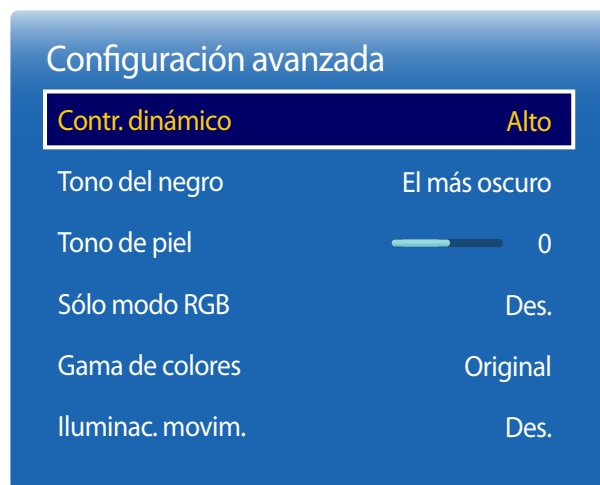 Configuración avanzada
Contr. dinámico Alto
Tono del negro El más oscuro
Tono de piel 0
Sólo modo RGB Des.
Gama de colores Original
Iluminac. movim. Des.